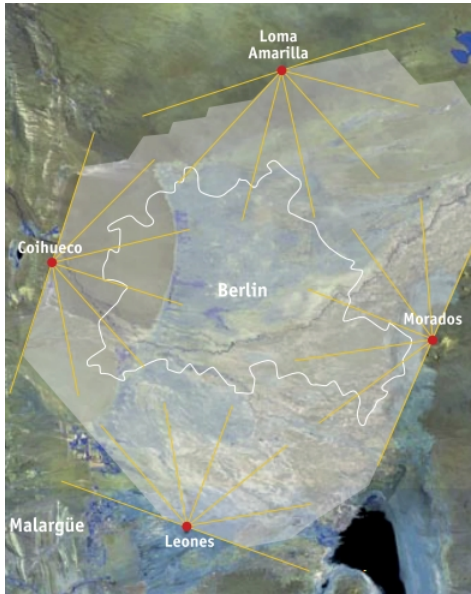 Loma
Amarilla
Coihueco
Berlin
Morados
Malargüe
Leones